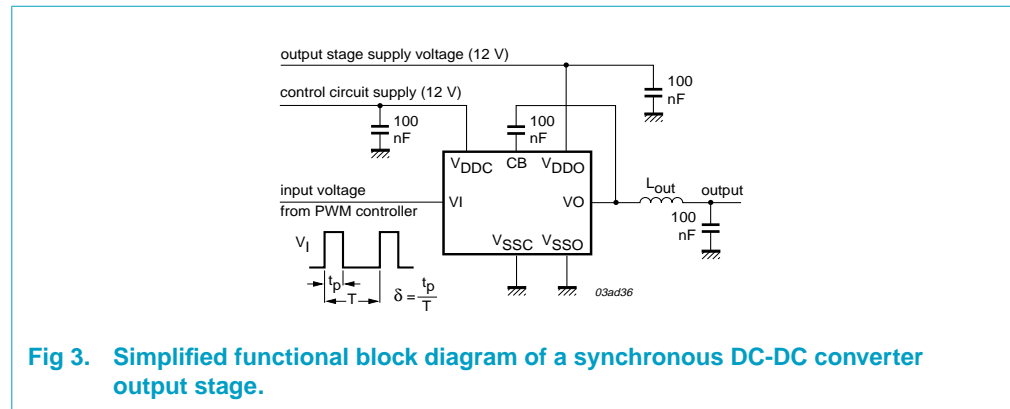 output stage supply voltage (12 V)
100
nF
control circuit supply (12 V)
100
nF
100
nF
VDDC CB VDDO
input voltage
from PWM controller
VI
VO
Lout
output
100
nF
VSSC VSSO
VI
tp
T
δ = tp
T
03ad36
Fig 3. Simplified functional block diagram of a synchronous DC-DC converter
output stage.